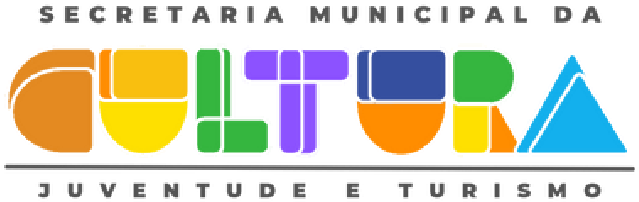 SECRETARIA MUNICIPAL DA
CULTURA
JUVENTUDE E TURISMO